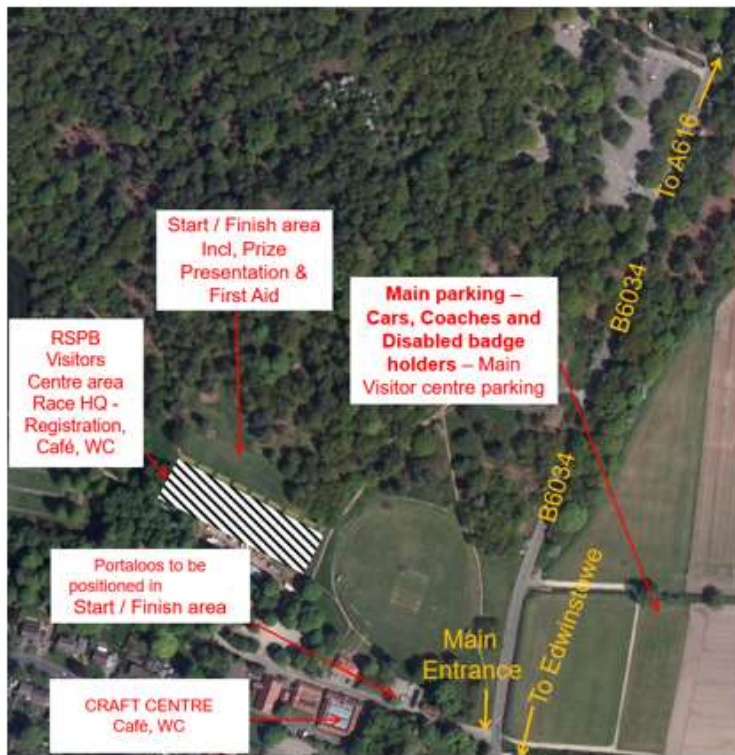 To A616
B6034
Start / Finish area
Incl, Prize
Presentation &
First Aid
Main parking –
Cars, Coaches and
Disabled badge
holders – Main
Visitor centre parking
RSPB
Visitors
Centre area
Race HQ -
Registration,
Café, WC
B6034
Portaloos to be
positioned in
Start / Finish area
Main
Entrance
To Edwinstowe
CRAFT CENTRE
Café, WC